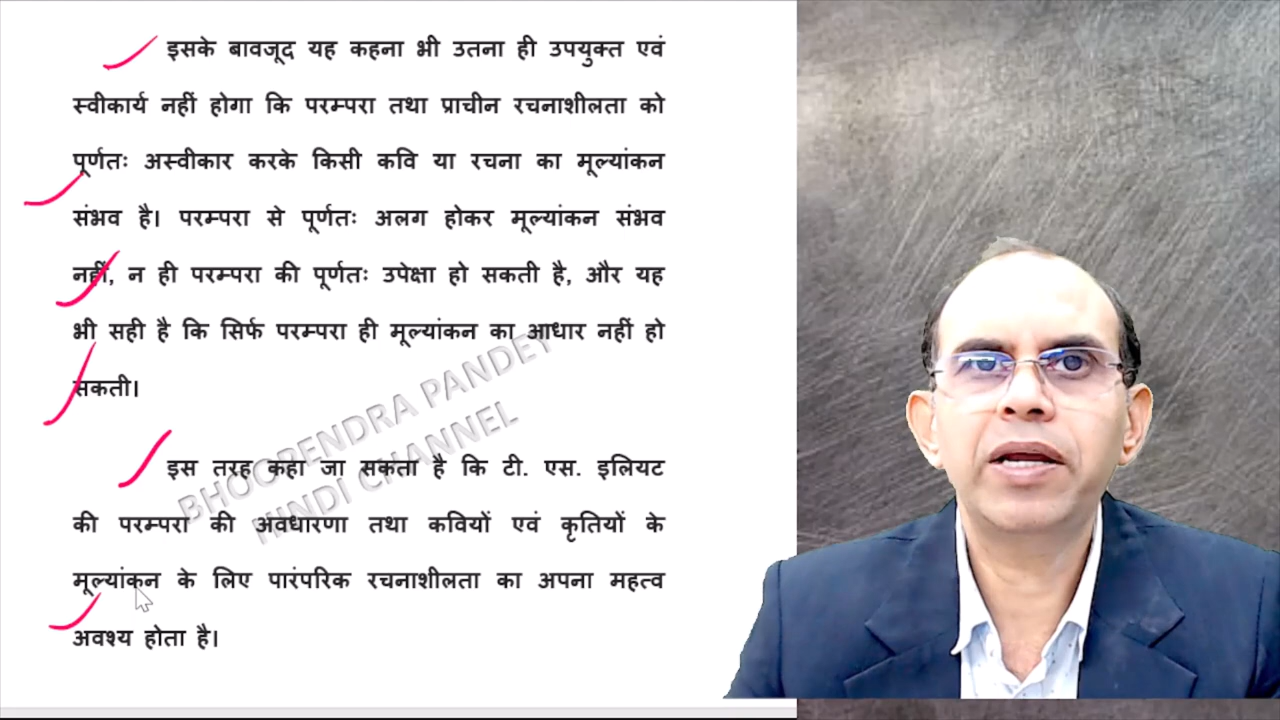 इसके बावजूद यह कहना भी उतना ही उपयुक्त एवं
स्वीकार्य नहीं होगा कि परम्परा तथा प्राचीन रचनाशीलता को
पूर्णतः अस्वीकार करके किसी कवि या रचना का मूल्यांकन
संभव है। परम्परा से पूर्णतः अलग होकर मूल्यांकन संभव
नहीं, न ही परम्परा की पूर्णतः उपेक्षा हो सकती है, और यह
भी सही है कि सिर्फ परम्परा ही मूल्यांकन का आधार नहीं हो
सकती।
इस तरह कहा जा सकता है कि टी. एस. इलियट
की परम्परा की अवधारणा तथा कवियों एवं कृतियों के
मूल्यांकन के लिए पारंपरिक रचनाशीलता का अपना महत्व
अवश्य होता है।
BHOOPENDRA PANDEY
HINDI CHANNEL